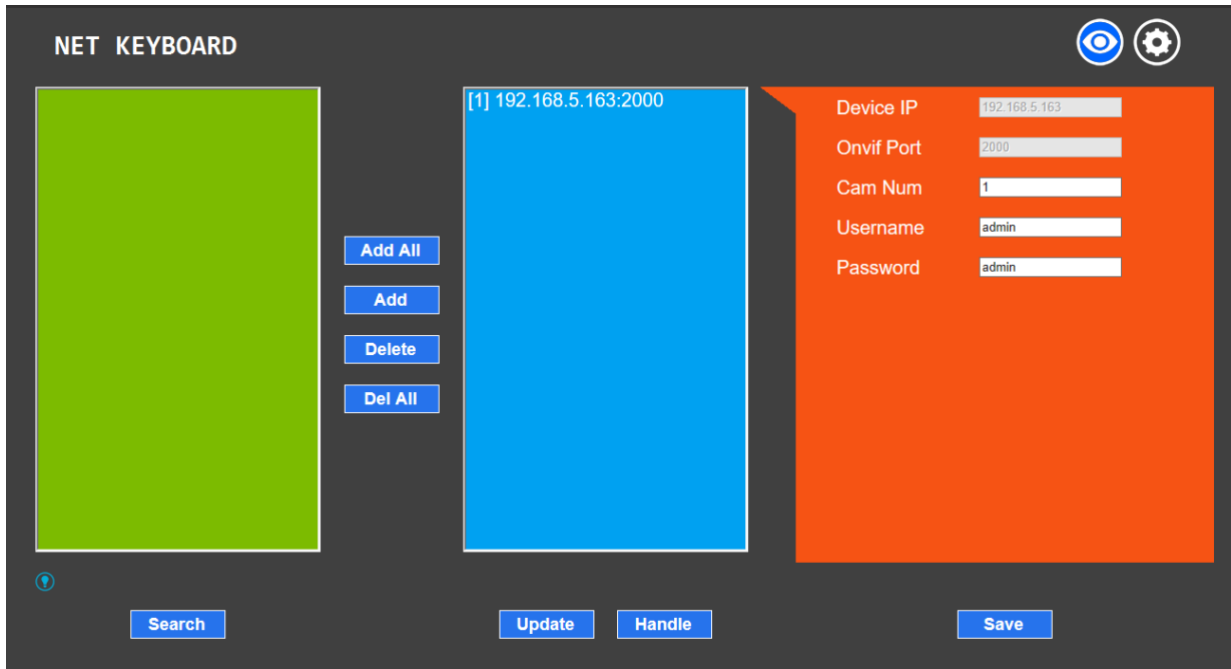 NET KEYBOARD
[1] 192.168.5.163:2000
Add All
Add
Delete
Del All
Device IP 192.168.5.163
Onvif Port 2000
Cam Num 1
Username admin
Password admin
Search
Update
Handle
Save